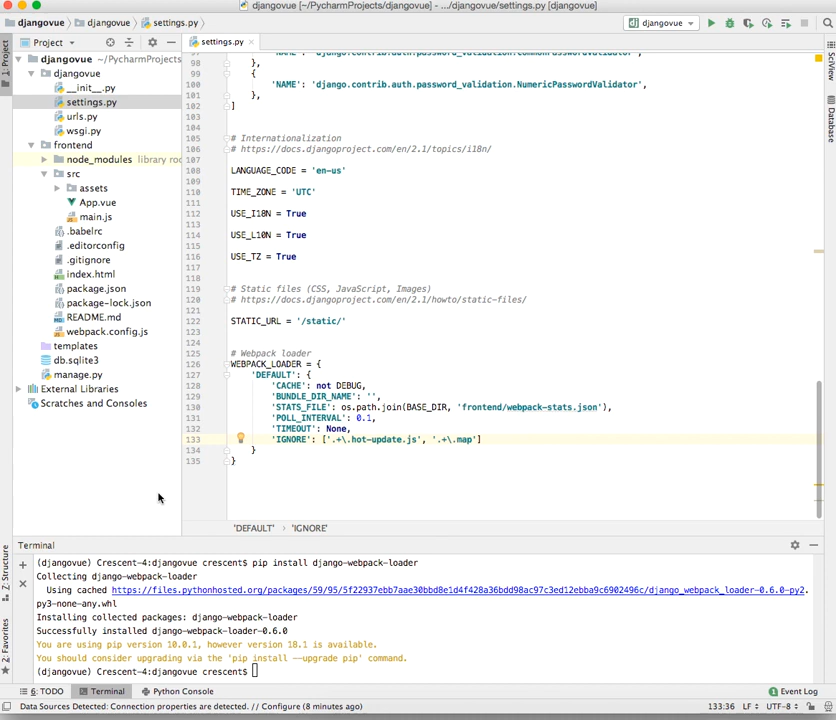 djangovue [~/PycharmProjects/djangovue] - .../djangovue/settings.py [djangovue]
djangovue djangovue settings.py djangovue
Project settings.py
1: Project
SciView
Database
djangovue ~/PycharmProjects
djangovue
__init__.py
settings.py
urls.py
wsgi.py
frontend
node_modules library roo
src
assets
App.vue
main.js
.babelrc
.editorconfig
.gitignore
index.html
package.json
package-lock.json
README.md
webpack.config.js
templates
db.sqlite3
manage.py
External Libraries
Scratches and Consoles
98 },
99 {
100 'NAME': 'django.contrib.auth.password_validation.NumericPasswordValidator',
101 },
102 ]
103
104
105 # Internationalization
106 # https://docs.djangoproject.com/en/2.1/topics/i18n/
107
108 LANGUAGE_CODE = 'en-us'
109
110 TIME_ZONE = 'UTC'
111
112 USE_I18N = True
113
114 USE_L10N = True
115
116 USE_TZ = True
117
118
119 # Static files (CSS, JavaScript, Images)
120 # https://docs.djangoproject.com/en/2.1/howto/static-files/
121
122 STATIC_URL = '/static/'
123
124
125 # Webpack loader
126 WEBPACK_LOADER = {
127 'DEFAULT': {
128 'CACHE': not DEBUG,
129 'BUNDLE_DIR_NAME': '',
130 'STATS_FILE': os.path.join(BASE_DIR, 'frontend/webpack-stats.json'),
131 'POLL_INTERVAL': 0.1,
132 'TIMEOUT': None,
133 'IGNORE': ['.+\.hot-update.js', '.+\.map']
134 }
135 }
'DEFAULT' › 'IGNORE'
Terminal
Z: Structure
2: Favorites
(djangovue) Crescent-4:djangovue crescent$ pip install django-webpack-loader
Collecting django-webpack-loader
Using cached https://files.pythonhosted.org/packages/59/95/5f22937ebb7aae30bbd8e1d4f428a36bdd98ac97c3ed12ebba9c6902496c/django_webpack_loader-0.6.0-py2.
py3-none-any.whl
Installing collected packages: django-webpack-loader
Successfully installed django-webpack-loader-0.6.0
You are using pip version 10.0.1, however version 18.1 is available.
You should consider upgrading via the 'pip install --upgrade pip' command.
(djangovue) Crescent-4:djangovue crescent$
6: TODO Terminal Python Console Event Log
Data Sources Detected: Connection properties are detected. // Configure (8 minutes ago) 133:36 LF UTF-8